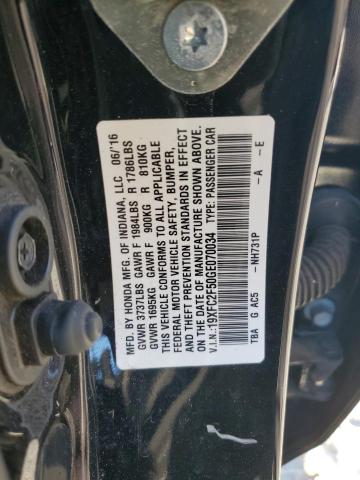 MFD. BY HONDA MFG. OF INDIANA, LLC 06/'16
GVWR 3737LBS GAWR F 1984LBS R 1786LBS
GVWR 1695KG GAWR F 900KG R 810KG
THIS VEHICLE CONFORMS TO ALL APPLICABLE
FEDERAL MOTOR VEHICLE SAFETY, BUMPER,
AND THEFT PREVENTION STANDARDS IN EFFECT
ON THE DATE OF MANUFACTURE SHOWN ABOVE.
V.I.N.:19XFC2F50GE070034 TYPE: PASSENGER CAR
TBA G AC5 -NH731P -A -E